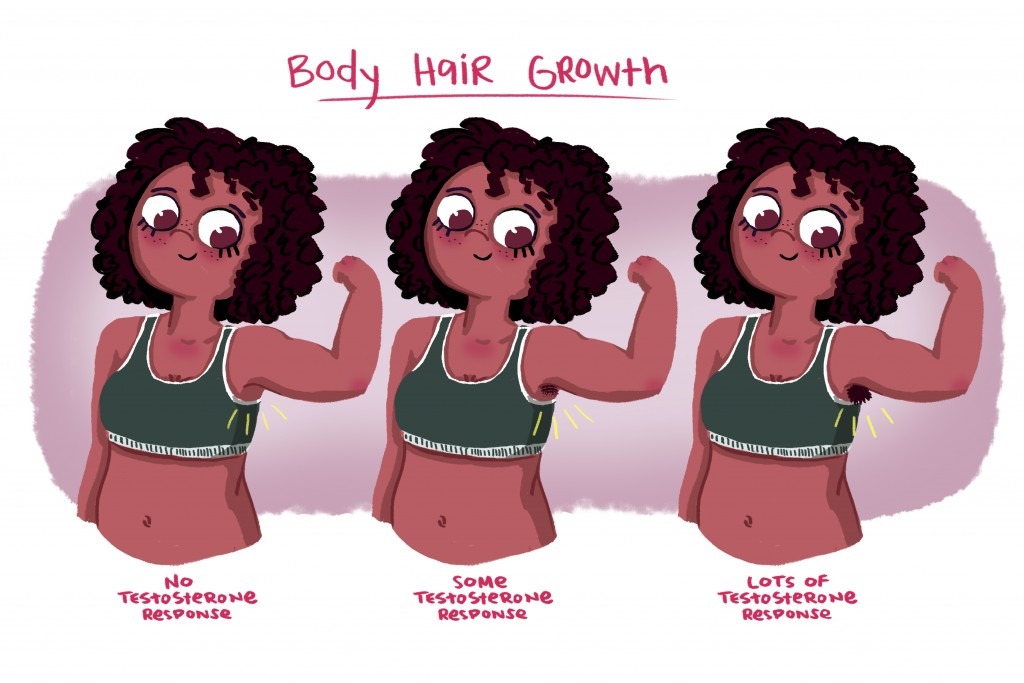 Body Hair Growth
No
Testosterone
Response
Some
Testosterone
Response
Lots of
Testosterone
Response